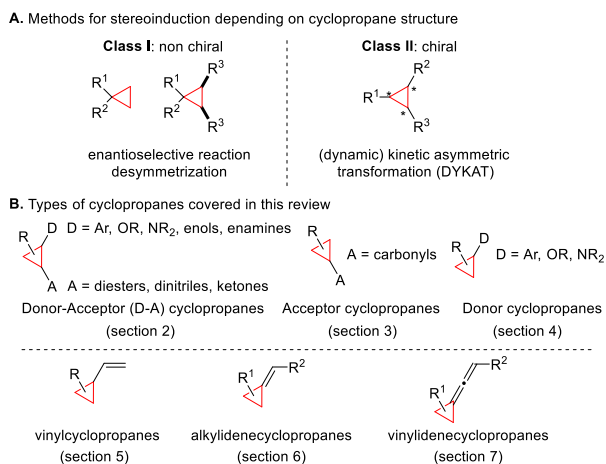 A. Methods for stereoinduction depending on cyclopropane structure
Class I: non chiral
Class II: chiral
R¹
R²
R¹
R²
R³
R³
R¹
R²
R³
*
*
*
enantioselective reaction
desymmetrization
(dynamic) kinetic asymmetric
transformation (DYKAT)
B. Types of cyclopropanes covered in this review
R
D
A
D = Ar, OR, NR₂, enols, enamines
A = diesters, dinitriles, ketones
Donor-Acceptor (D-A) cyclopropanes
(section 2)
R
A
A = carbonyls
Acceptor cyclopropanes
(section 3)
R
D
D = Ar, OR, NR₂
Donor cyclopropanes
(section 4)
R
vinylcyclopropanes
(section 5)
R¹
R²
alkylidenecyclopropanes
(section 6)
R¹
R²
vinylidenecyclopropanes
(section 7)